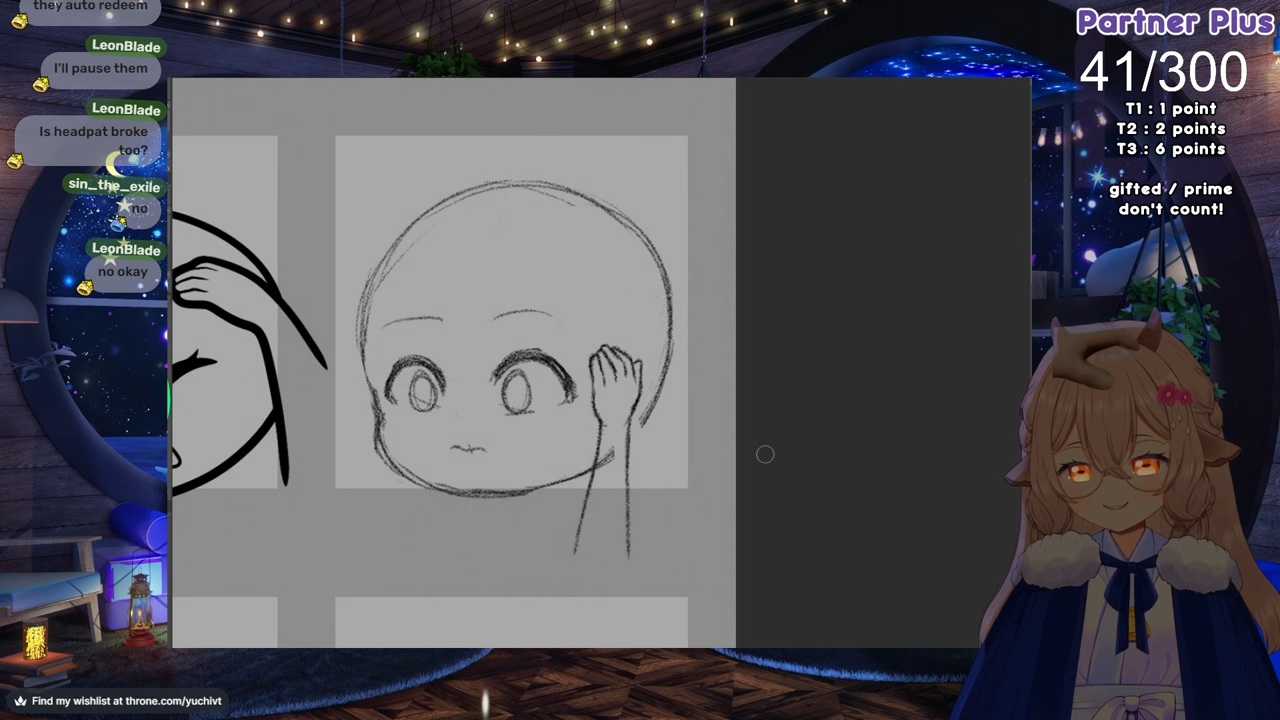 they auto redeem
LeonBlade
I'll pause them
LeonBlade
Is headpat broke
too?
sin_the_exile
no
LeonBlade
no okay
Partner Plus
41/300
T1 : 1 point
T2 : 2 points
T3 : 6 points
gifted / prime
don't count!
Find my wishlist at throne.com/yuchivt